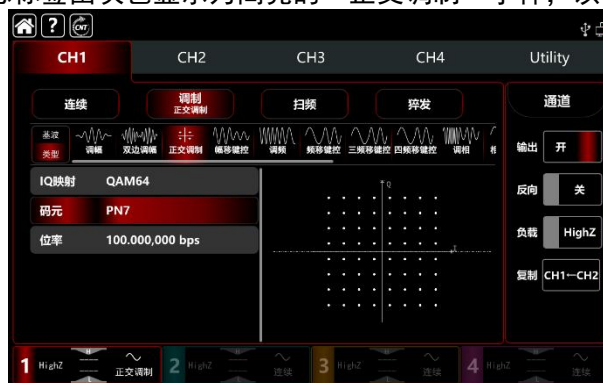 CNT
CH1 CH2 CH3 CH4 Utility
连续 调制 正交调制 扫频 猝发 通道
基波 类型 调幅 双边调幅 正交调制 幅移键控 调频 频移键控 三频移键控 四频移键控 调相
输出 开
IQ映射 QAM64
码元 PN7
位率 100.000,000 bps
Q
I
反向 关
负载 HighZ
复制 CH1←CH2
1 HighZ 正交调制 2 HighZ 连续 3 HighZ 连续 4 HighZ 连续